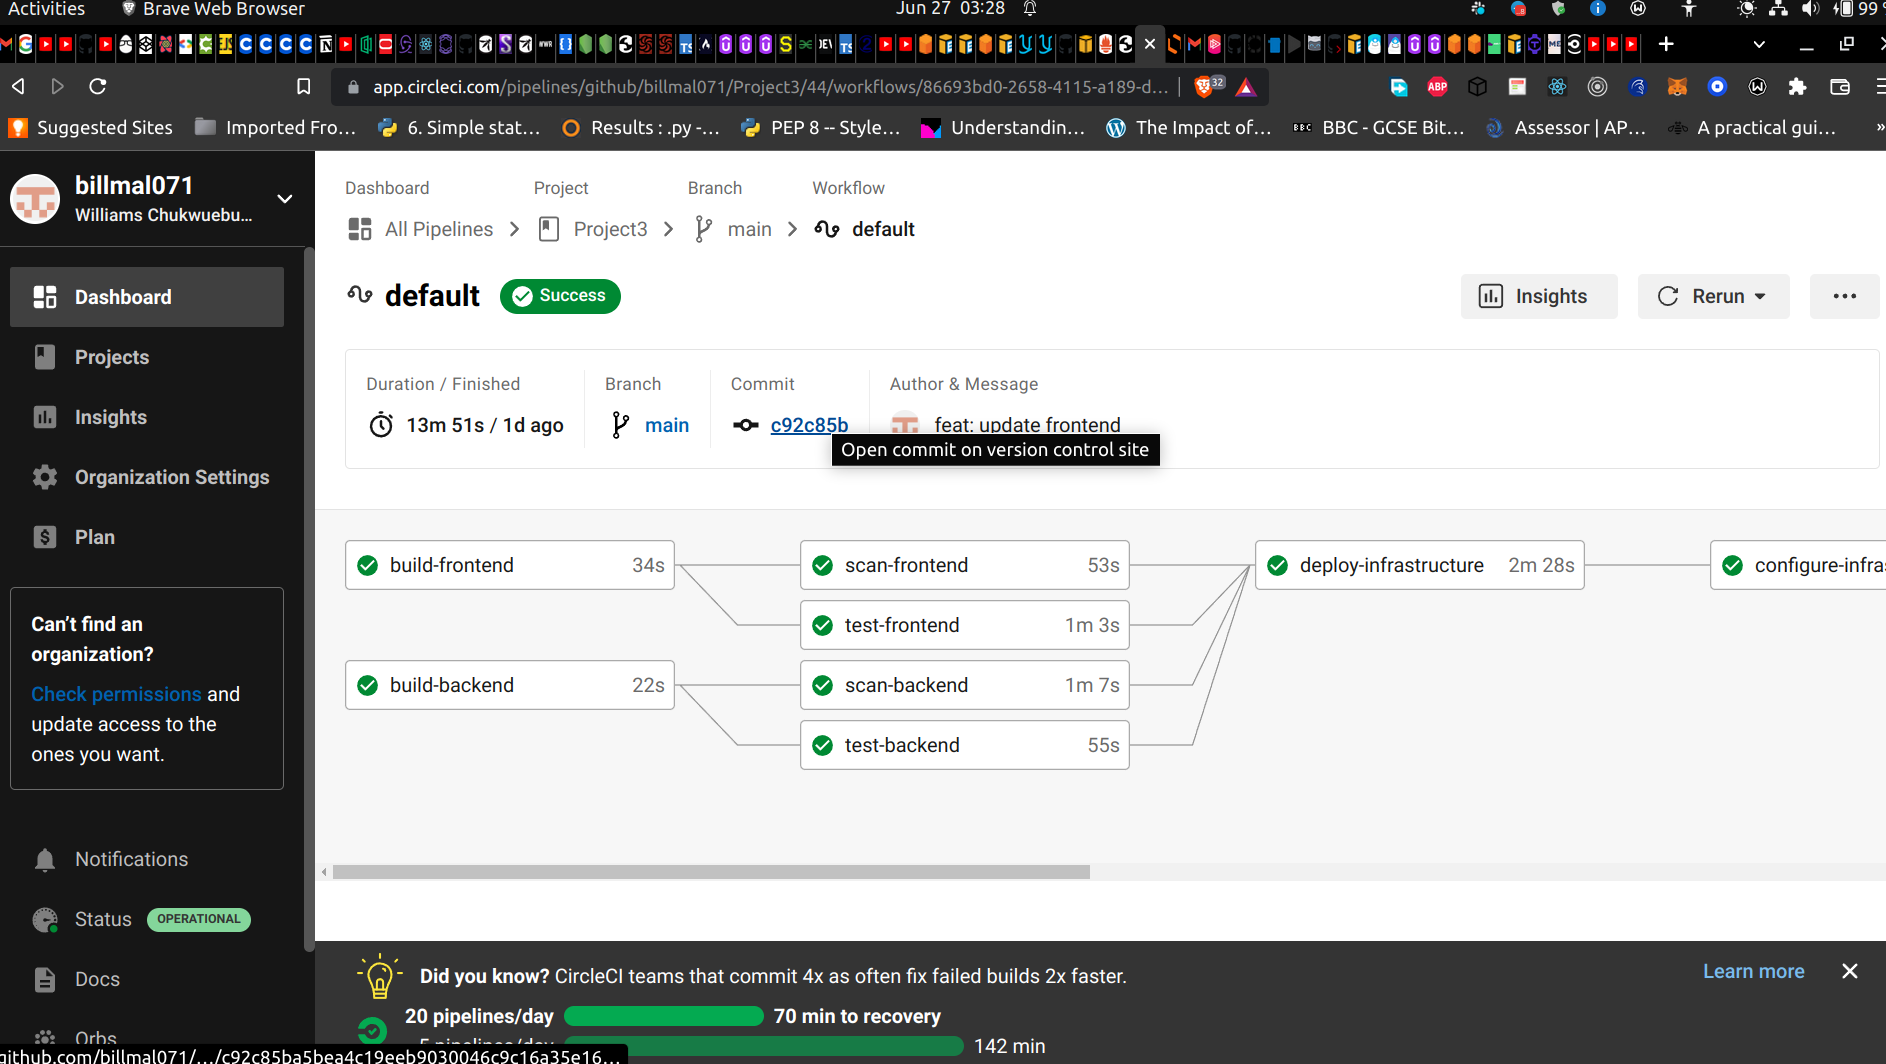 Activities
Brave Web Browser
Jun 27 03:28
99
app.circleci.com/pipelines/github/billmal071/Project3/44/workflows/86693bd0-2658-4115-a189-d...
32
ABP
Suggested Sites
Imported Fro...
6. Simple stat...
Results : .py -...
PEP 8 -- Style...
Understandin...
The Impact of...
BBC - GCSE Bit...
Assessor | AP...
A practical gui...
»
billmal071
Williams Chukwuebu...
Dashboard
Projects
Insights
Organization Settings
Plan
Can't find an
organization?
Check permissions and
update access to the
ones you want.
Notifications
Status OPERATIONAL
Docs
Orbs
Dashboard Project Branch Workflow
All Pipelines Project3 main default
default Success
Insights
Rerun
Duration / Finished
13m 51s / 1d ago
Branch
main
Commit
c92c85b
Author & Message
feat: update frontend
Open commit on version control site
build-frontend 34s
scan-frontend 53s
deploy-infrastructure 2m 28s
configure-infras
test-frontend 1m 3s
build-backend 22s
scan-backend 1m 7s
test-backend 55s
Did you know? CircleCI teams that commit 4x as often fix failed builds 2x faster.
Learn more
20 pipelines/day 70 min to recovery
5 pipelines/day 142 min
github.com/billmal071/.../c92c85ba5bea4c19eeb9030046c9c16a35e16...